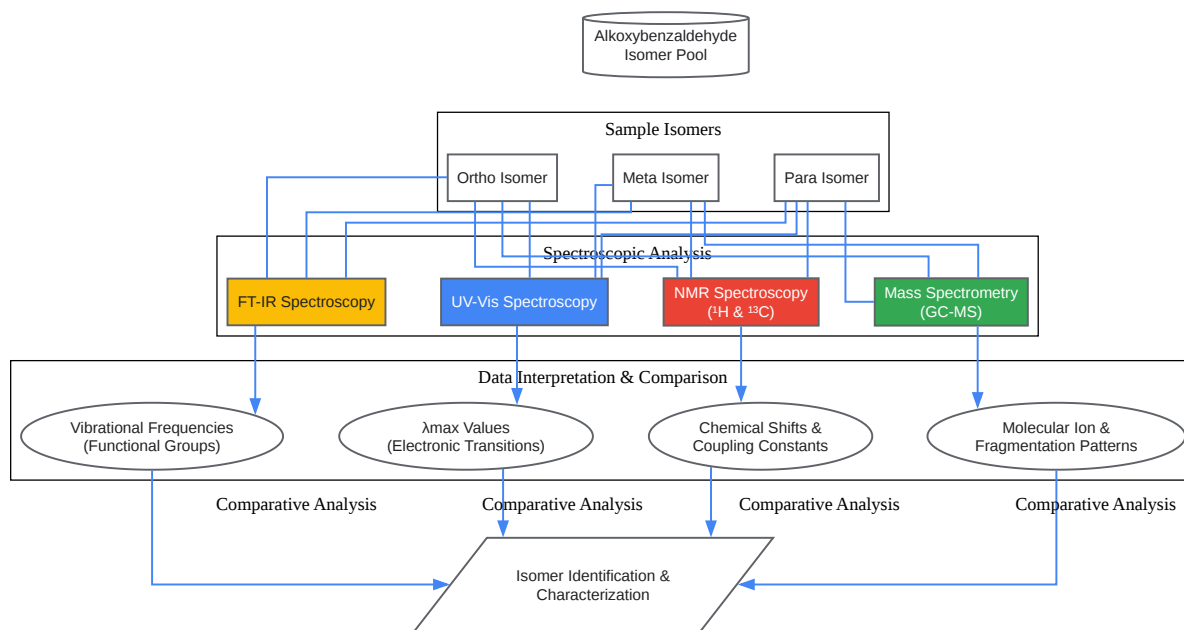 Alkoxybenzaldehyde
Isomer Pool
Sample Isomers
Ortho Isomer
Meta Isomer
Para Isomer
Spectroscopic Analysis
FT-IR Spectroscopy
UV-Vis Spectroscopy
NMR Spectroscopy
(¹H & ¹³C)
Mass Spectrometry
(GC-MS)
Data Interpretation & Comparison
Vibrational Frequencies
(Functional Groups)
λmax Values
(Electronic Transitions)
Chemical Shifts &
Coupling Constants
Molecular Ion &
Fragmentation Patterns
Comparative Analysis
Comparative Analysis
Comparative Analysis
Comparative Analysis
Isomer Identification &
Characterization